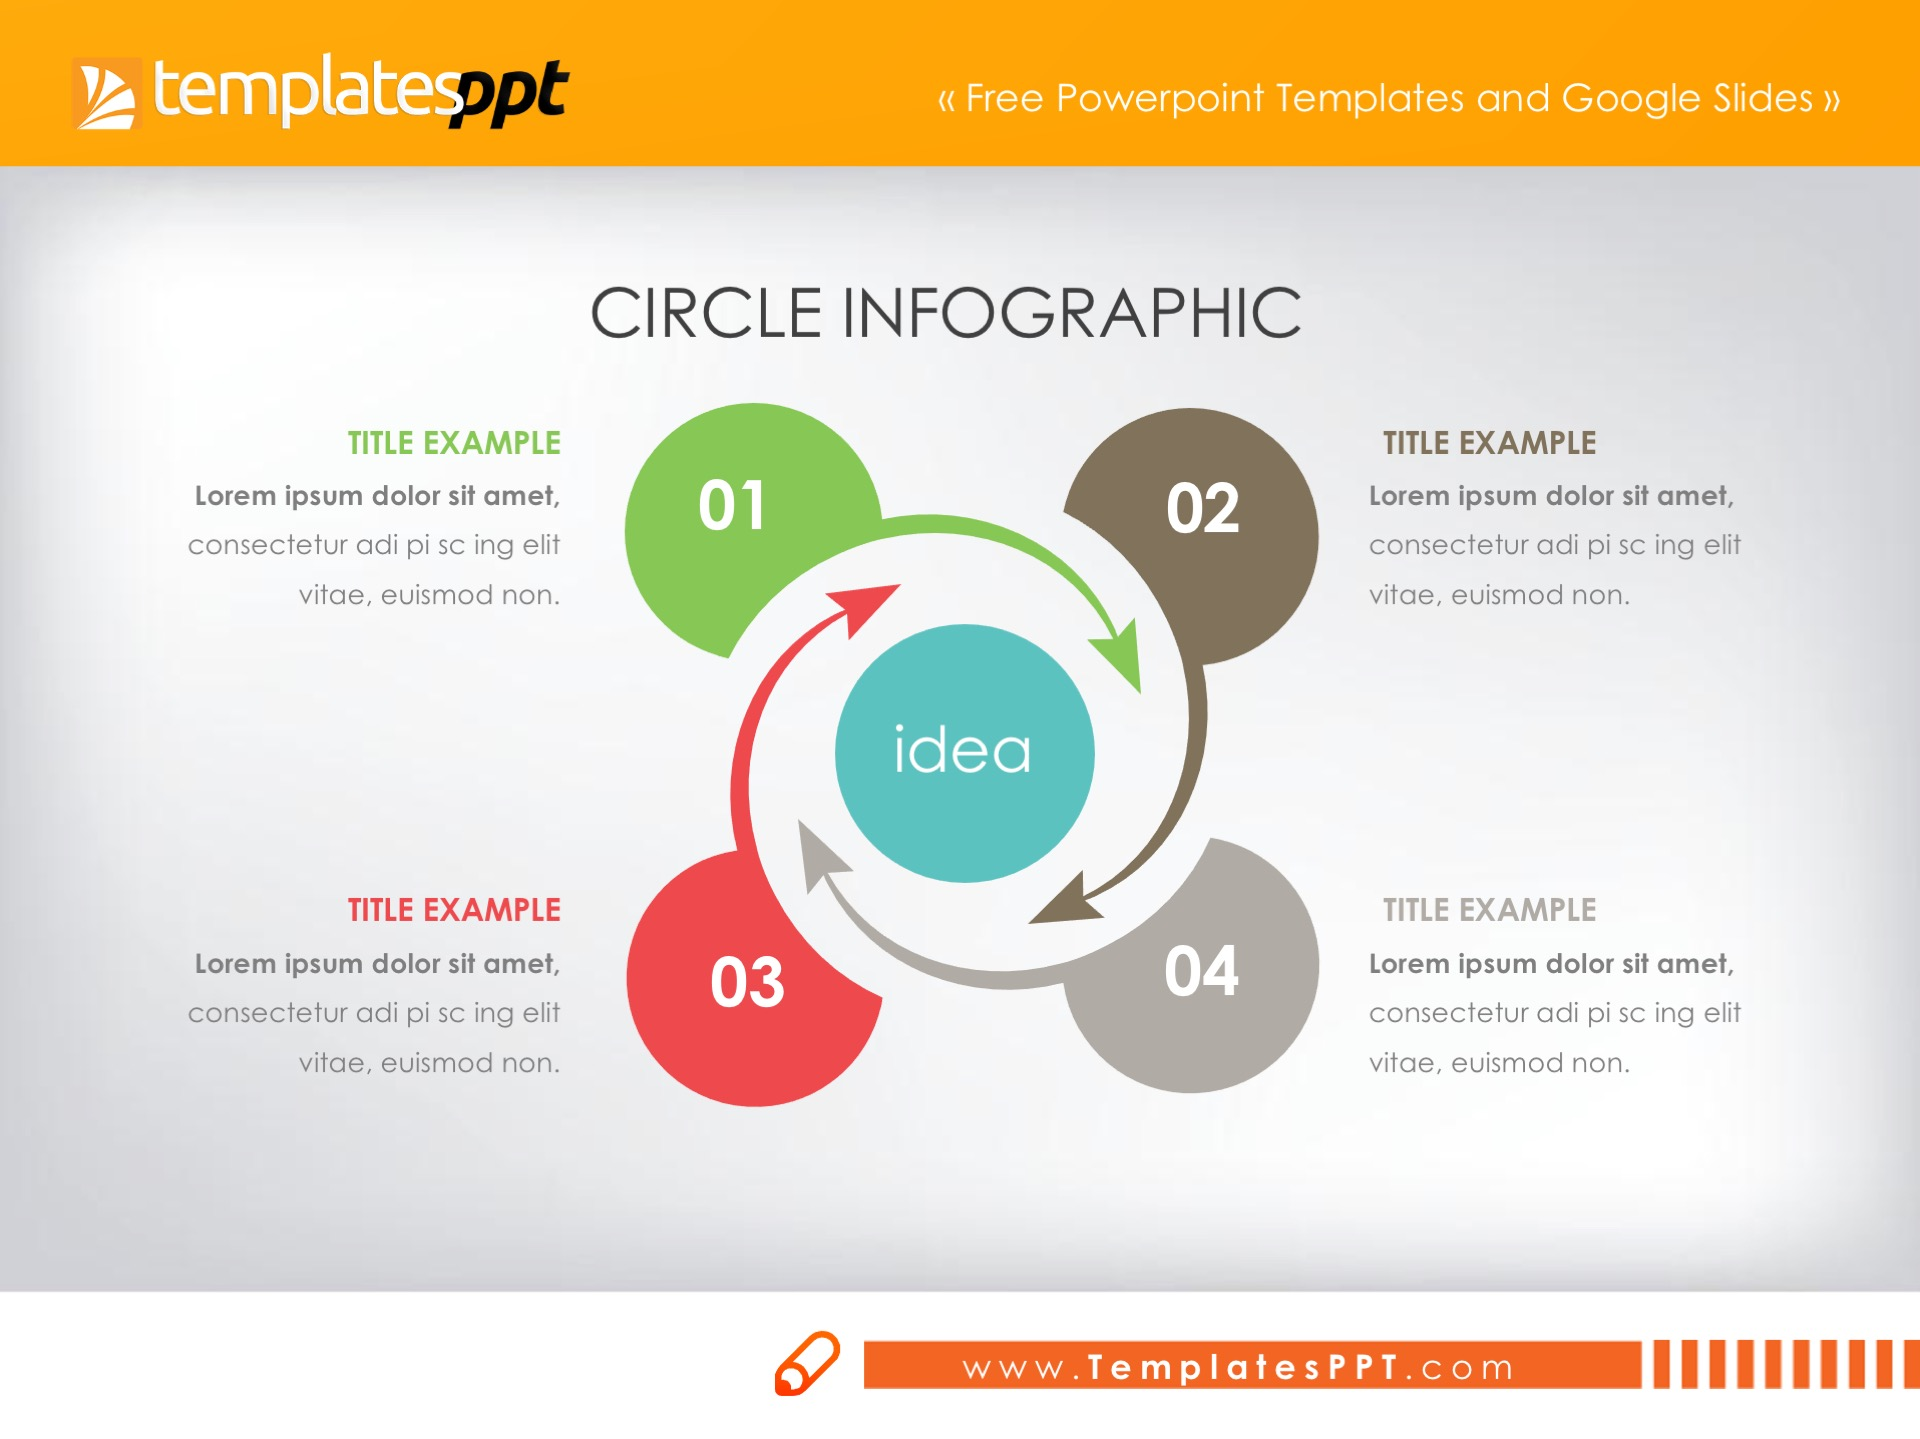 templatesppt
« Free Powerpoint Templates and Google Slides »
CIRCLE INFOGRAPHIC
TITLE EXAMPLE
Lorem ipsum dolor sit amet,
consectetur adi pi sc ing elit
vitae, euismod non.
01
02
TITLE EXAMPLE
Lorem ipsum dolor sit amet,
consectetur adi pi sc ing elit
vitae, euismod non.
idea
TITLE EXAMPLE
Lorem ipsum dolor sit amet,
consectetur adi pi sc ing elit
vitae, euismod non.
03
04
TITLE EXAMPLE
Lorem ipsum dolor sit amet,
consectetur adi pi sc ing elit
vitae, euismod non.
www.TemplatesPPT.com